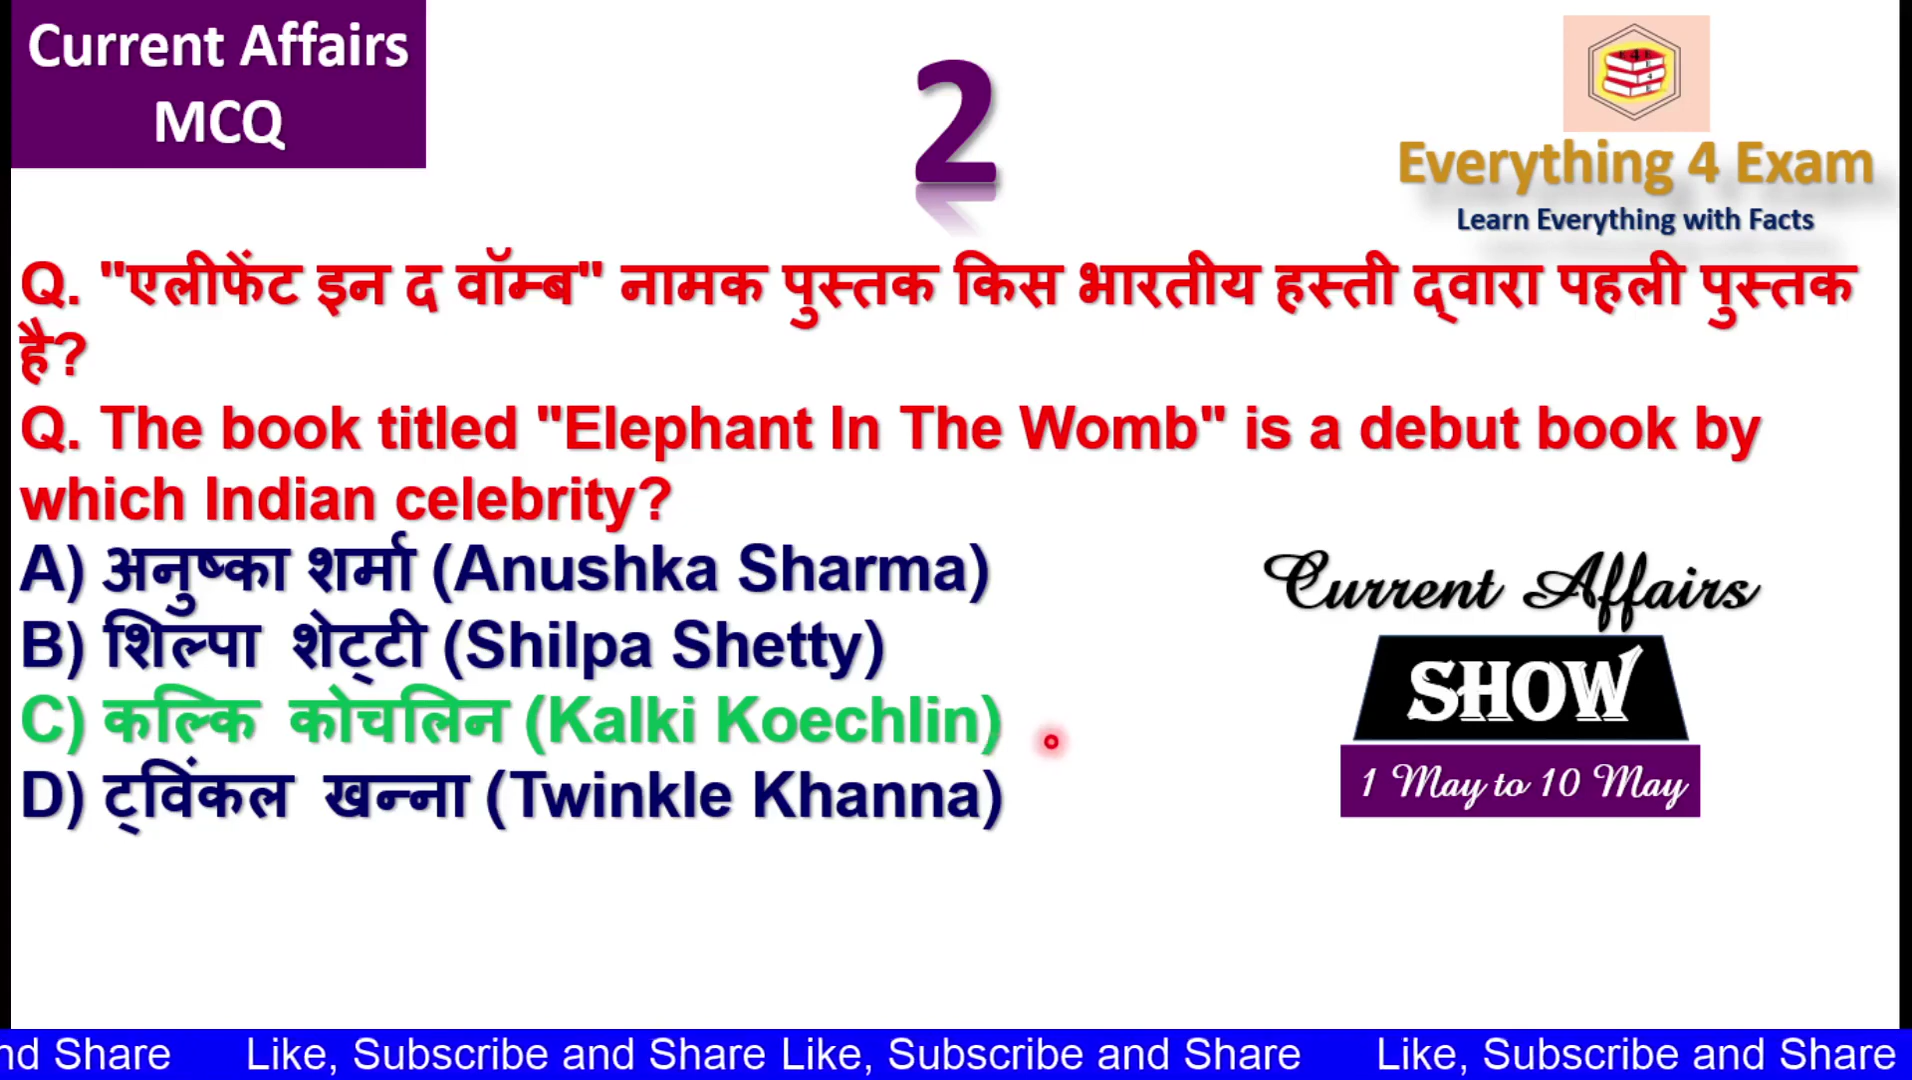 Current Affairs
MCQ
2
Everything 4 Exam
Learn Everything with Facts
Q. "एलीफेंट इन द वॉम्ब" नामक पुस्तक किस भारतीय हस्ती द्वारा पहली पुस्तक
है?
Q. The book titled "Elephant In The Womb" is a debut book by
which Indian celebrity?
A) अनुष्का शर्मा (Anushka Sharma)
B) शिल्पा शेट्टी (Shilpa Shetty)
C) कल्कि कोचलिन (Kalki Koechlin)
D) ट्विंकल खन्ना (Twinkle Khanna)
Current Affairs
SHOW
1 May to 10 May
nd Share Like, Subscribe and Share Like, Subscribe and Share Like, Subscribe and Share